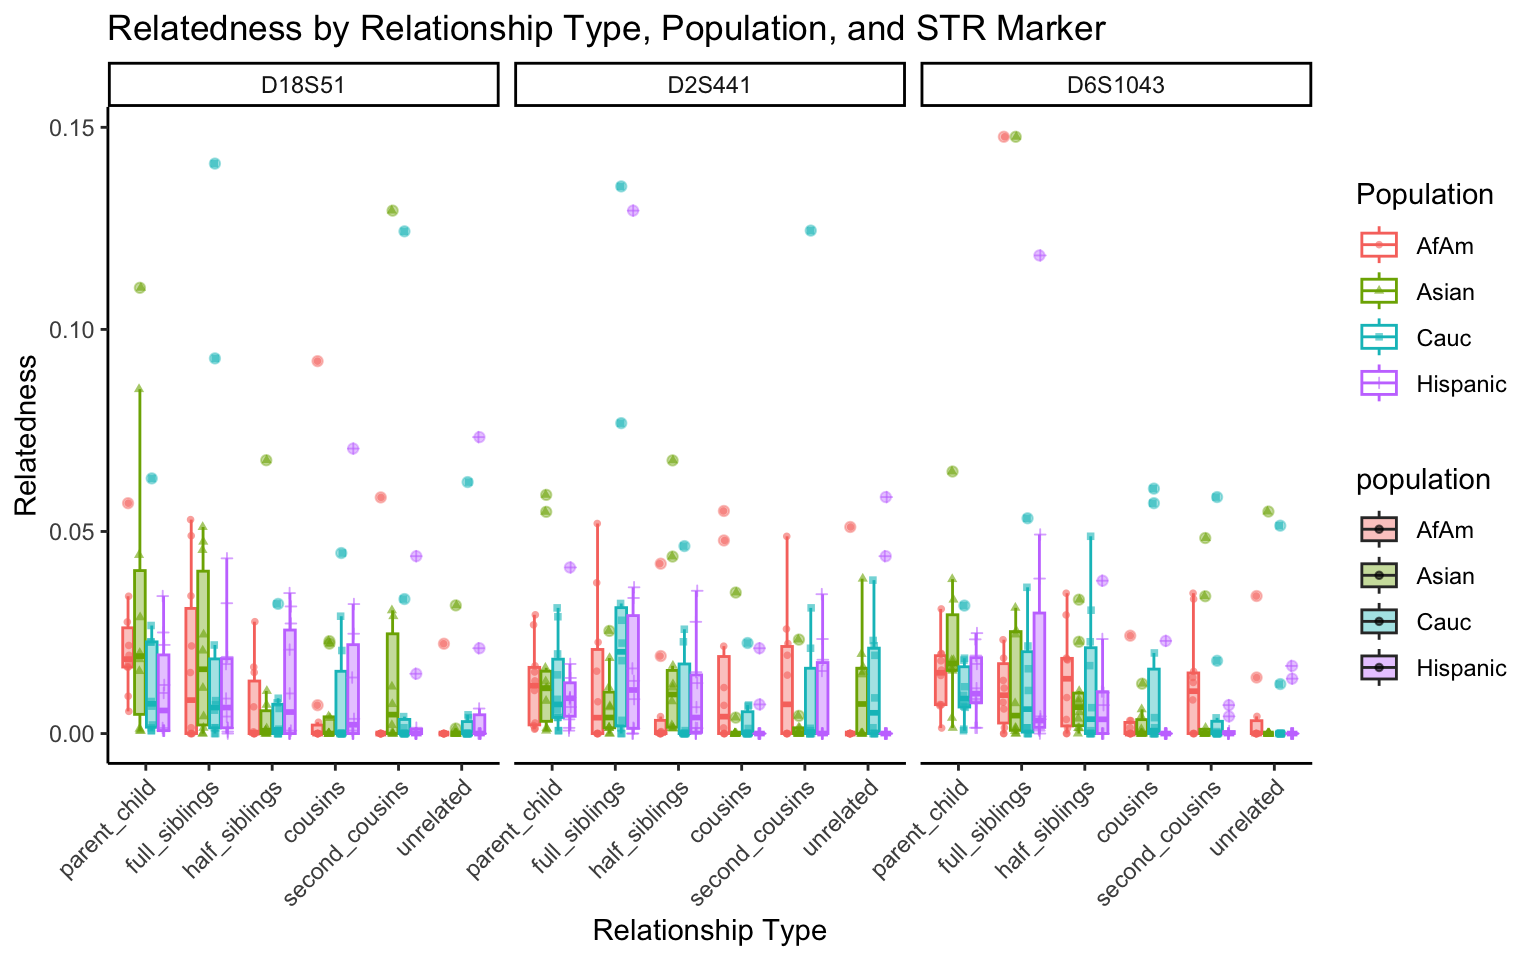 Relatedness by Relationship Type, Population, and STR Marker
D18S51
D2S441
D6S1043
0.15
0.10
0.05
0.00
Relatedness
parent_child
full_siblings
half_siblings
cousins
second_cousins
unrelated
parent_child
full_siblings
half_siblings
cousins
second_cousins
unrelated
parent_child
full_siblings
half_siblings
cousins
second_cousins
unrelated
Relationship Type
Population
AfAm
Asian
Cauc
Hispanic
population
AfAm
Asian
Cauc
Hispanic